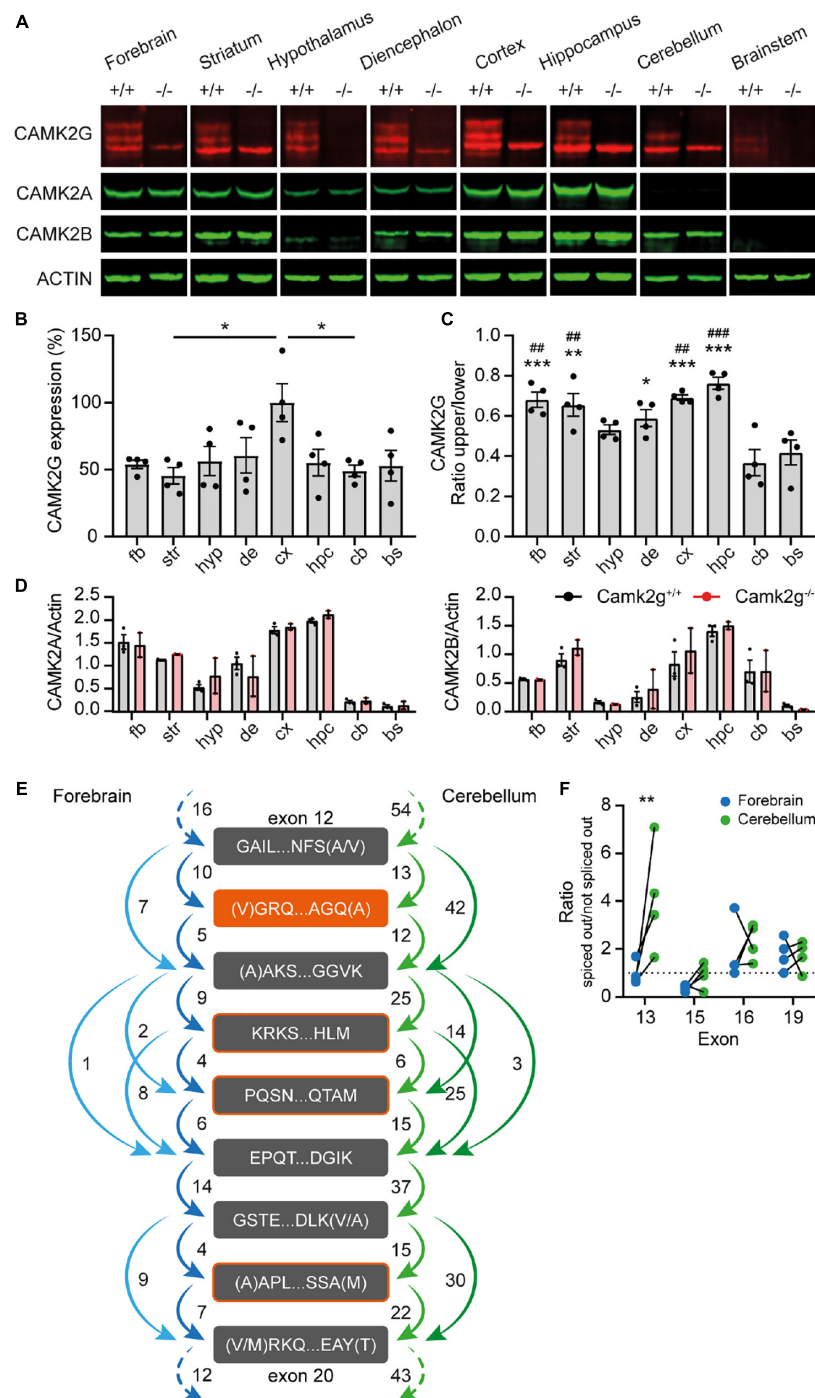 A
Forebrain
Striatum
Hypothalamus
Diencephalon
Cortex
Hippocampus
Cerebellum
Brainstem
+/+ -/- +/+ -/- +/+ -/- +/+ -/- +/+ -/- +/+ -/- +/+ -/- +/+ -/-
CAMK2G
CAMK2A
CAMK2B
ACTIN
B
CAMK2G expression (%)
150
100
50
0
* *
fb str hyp de cx hpc cb bs
C
CAMK2G
Ratio upper/lower
1.0
0.8
0.6
0.4
0.2
0.0
## ## ## ###
*** ** * *** ***
fb str hyp de cx hpc cb bs
D
CAMK2A/Actin
2.5
2.0
1.5
1.0
0.5
0.0
fb str hyp de cx hpc cb bs
CAMK2B/Actin
2.0
1.5
1.0
0.5
0.0
Camk2g+/+ Camk2g-/-
fb str hyp de cx hpc cb bs
E
Forebrain Cerebellum
16 exon 12 54
GAIL...NFS(A/V)
10 13
7 (V)GRQ...AGQ(A) 42
5 12
(A)AKS...GGVK
9 25
2 KRKS...HLM 14
1 4 6 3
8 PQSN...QTAM 25
6 15
EPQT...DGIK
14 37
GSTE...DLK(V/A)
4 15
9 (A)APL...SSA(M) 30
7 22
(V/M)RKQ...EAY(T)
12 exon 20 43
F
Ratio
spliced out/not spliced out
8
6
4
2
0
**
Forebrain
Cerebellum
13 15 16 19
Exon